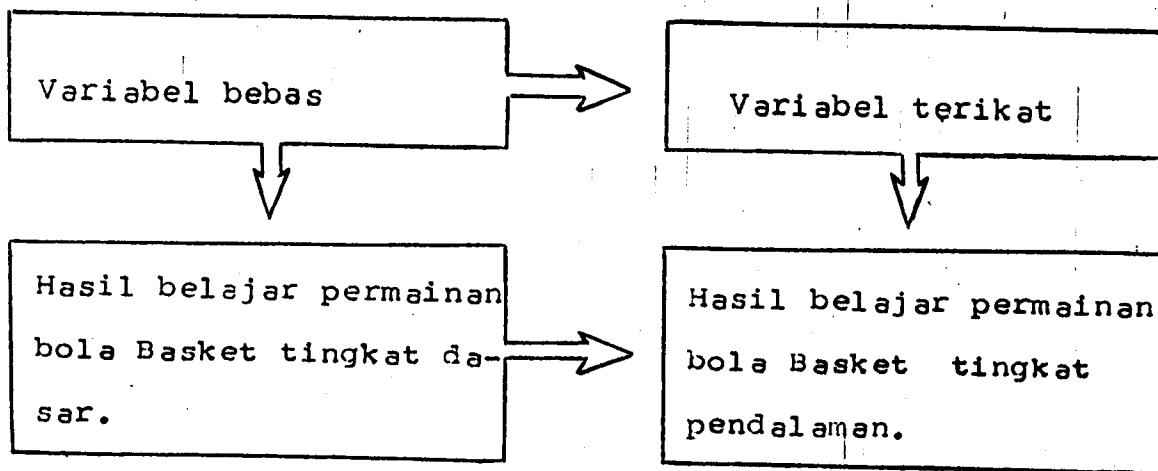 Variabel bebas
Variabel terikat
Hasil belajar permainan
bola Basket tingkat da-
sar.
Hasil belajar permainan
bola Basket tingkat
pendalaman.